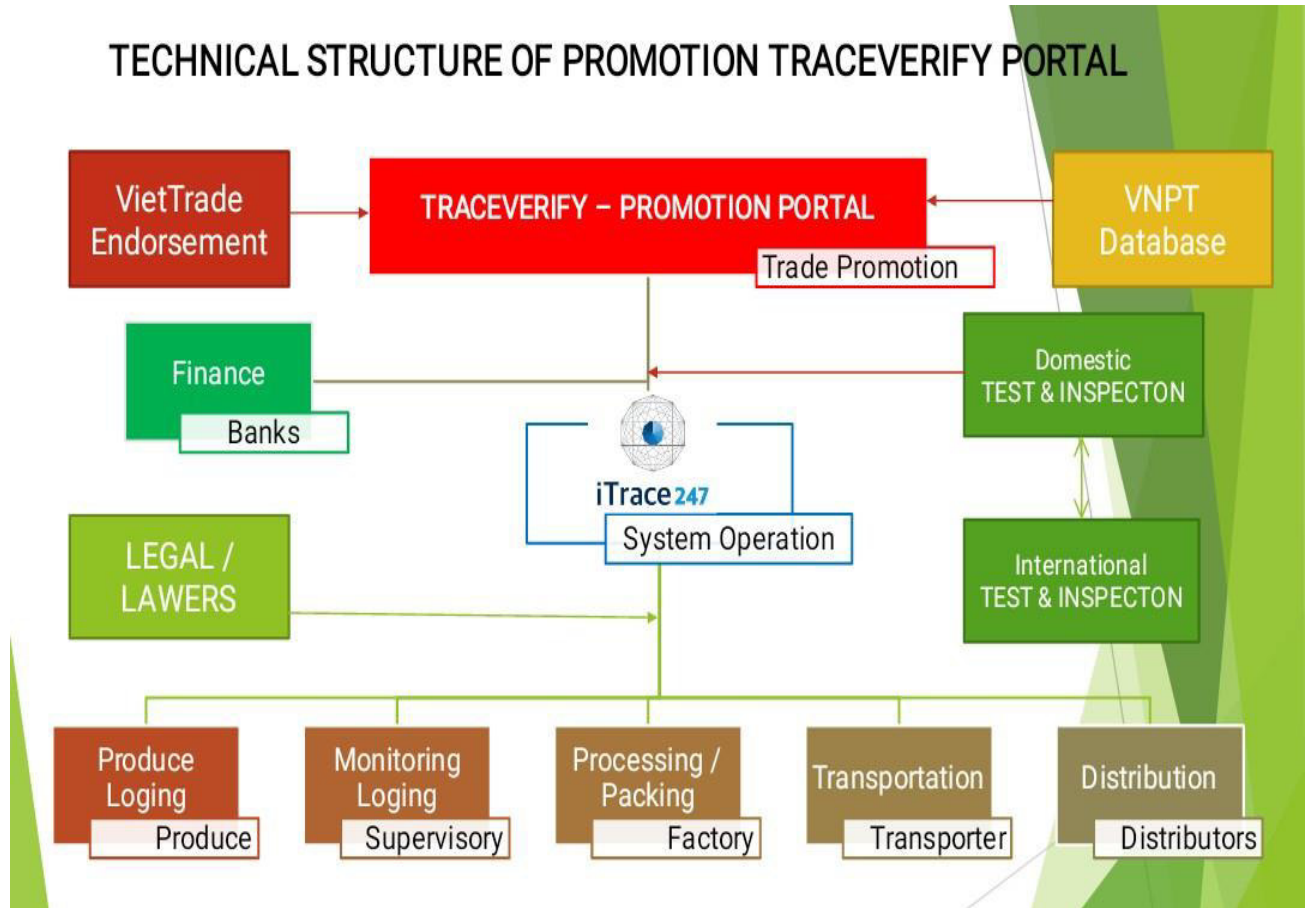 TECHNICAL STRUCTURE OF PROMOTION TRACEVERIFY PORTAL
VietTrade
Endorsement
TRACEVERIFY – PROMOTION PORTAL
Trade Promotion
VNPT
Database
Finance
Banks
Domestic
TEST & INSPECTON
iTrace247
System Operation
LEGAL /
LAWERS
International
TEST & INSPECTON
Produce
Loging
Produce
Monitoring
Loging
Supervisory
Processing /
Packing
Factory
Transportation
Transporter
Distribution
Distributors